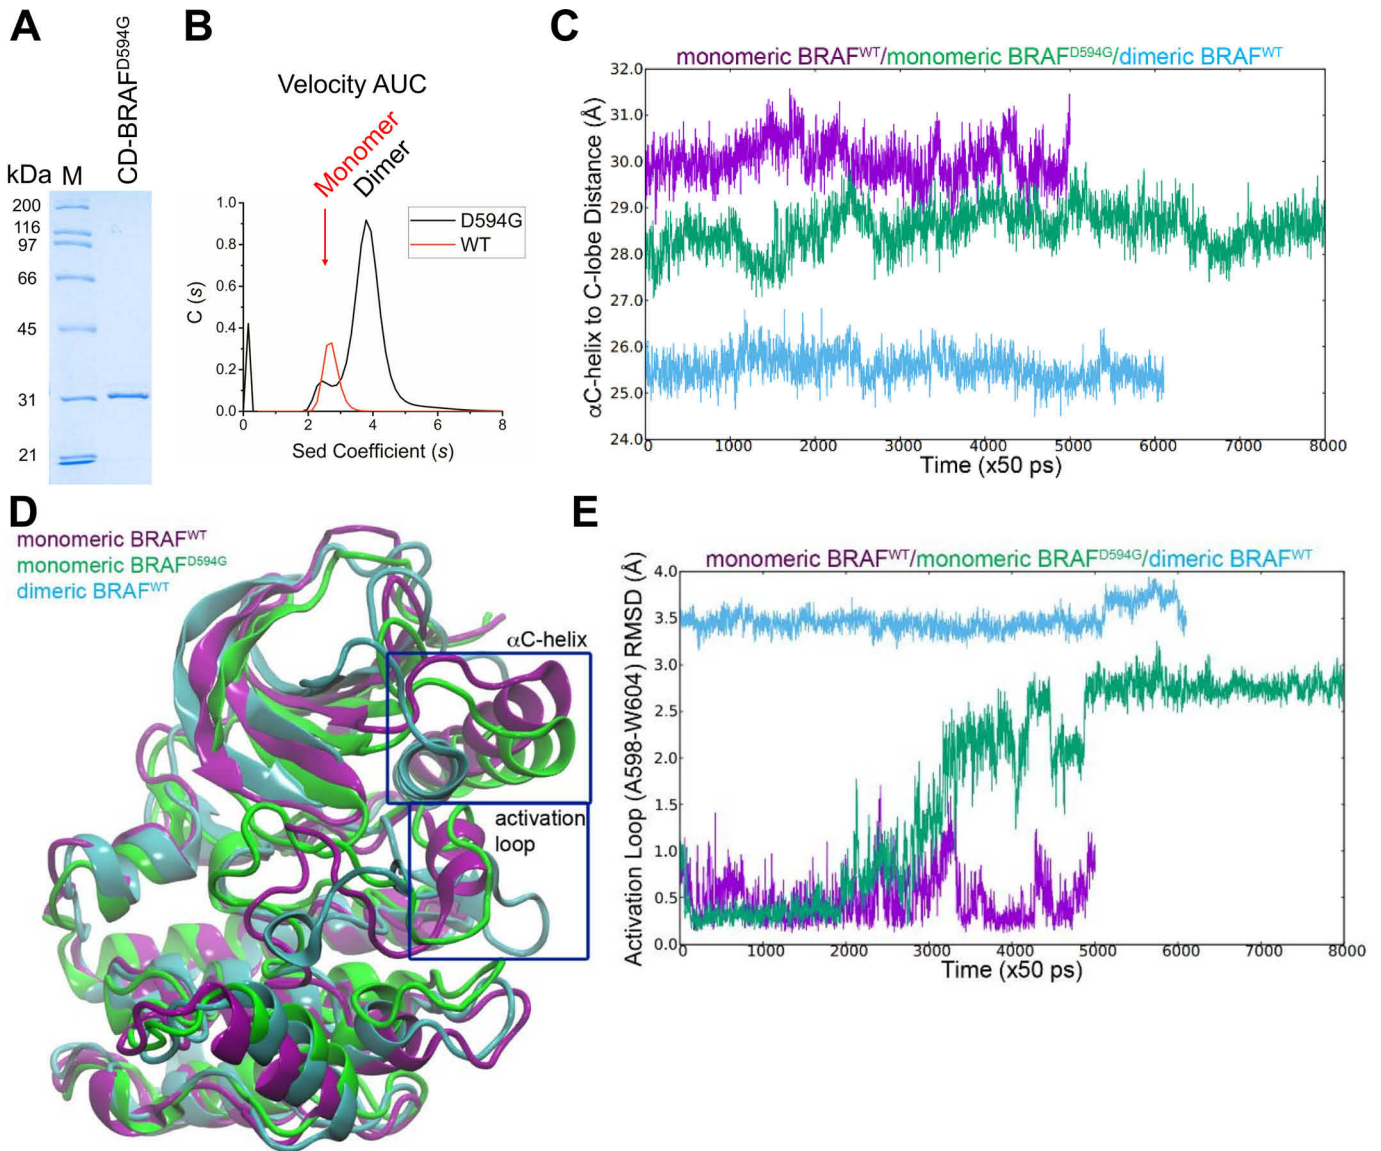 A
CD-BRAF^D594G
kDa M
200
116
97
66
45
31
21
B
Velocity AUC
Monomer
Dimer
D594G
WT
C (s)
1.0
0.8
0.6
0.4
0.2
0.0
0 2 4 6 8
Sed Coefficient (s)
C
monomeric BRAF^WT/monomeric BRAF^D594G/dimeric BRAF^WT
αC-helix to C-lobe Distance (Å)
32.0
31.0
30.0
29.0
28.0
27.0
26.0
25.0
24.0
0 1000 2000 3000 4000 5000 6000 7000 8000
Time (x50 ps)
D
monomeric BRAF^WT
monomeric BRAF^D594G
dimeric BRAF^WT
αC-helix
activation
loop
E
monomeric BRAF^WT/monomeric BRAF^D594G/dimeric BRAF^WT
Activation Loop (A598-W604) RMSD (Å)
4.0
3.5
3.0
2.5
2.0
1.5
1.0
0.5
0.0
0 1000 2000 3000 4000 5000 6000 7000 8000
Time (x50 ps)